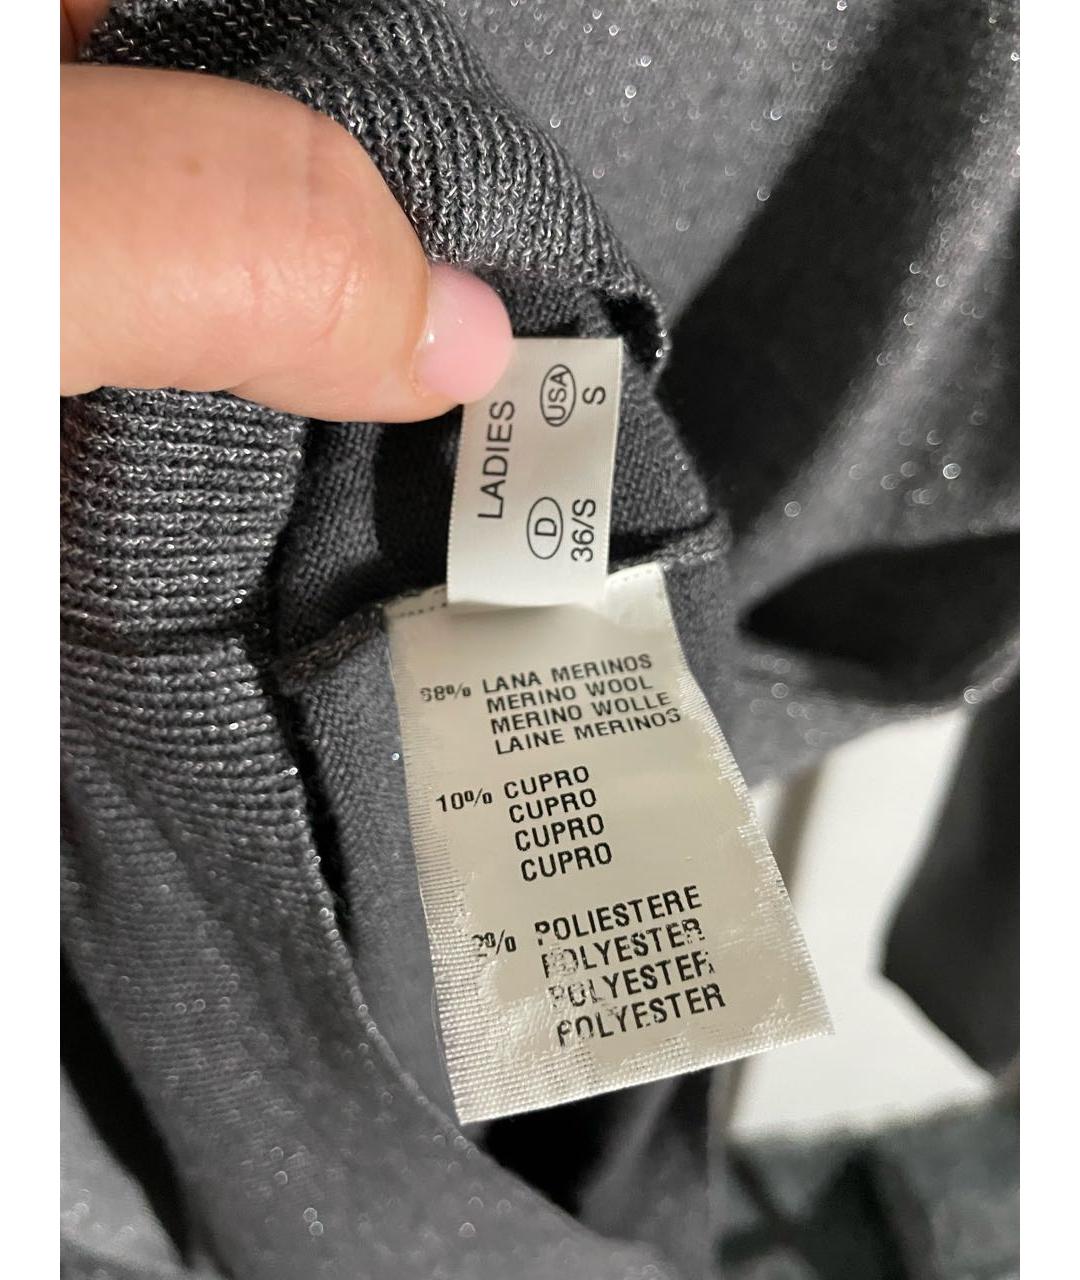 LADIES
D USA
36/S S
LANA MERINOS
MERINO WOOL
MERINO WOLLE
LAINE MERINOS
10% CUPRO
CUPRO
CUPRO
CUPRO
2% POLIESTERE
POLYESTER
POLYESTER
POLYESTER